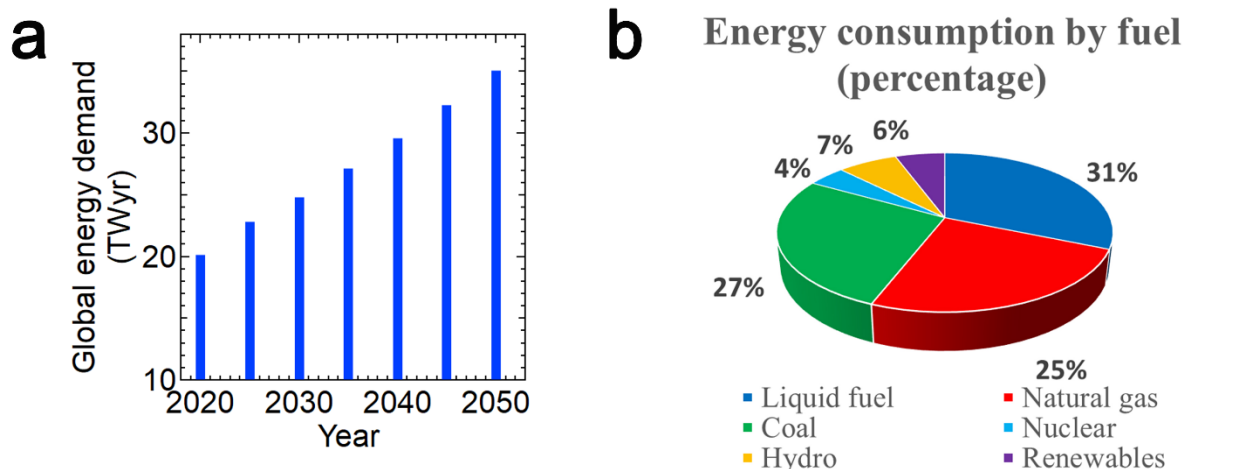 a
Global energy demand
(TWyr)
30
20
10
2020 2030 2040 2050
Year
b
Energy consumption by fuel
(percentage)
31%
25%
27%
4%
7%
6%
Liquid fuel
Natural gas
Coal
Nuclear
Hydro
Renewables